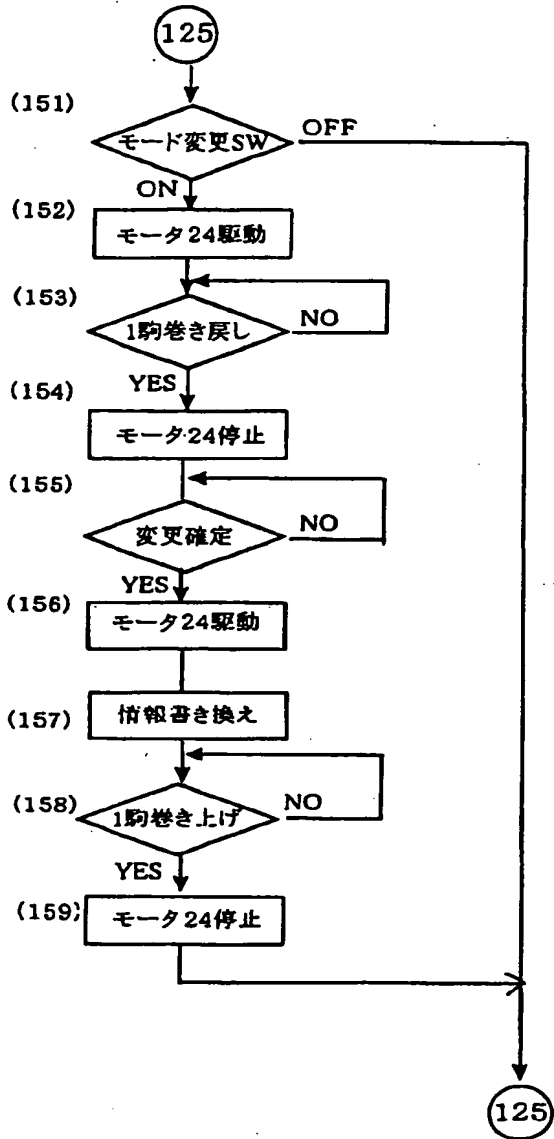 125
(151)
モード変更SW
OFF
ON
(152)
モータ24駆動
(153)
1駒巻き戻し
NO
YES
(154)
モータ24停止
(155)
変更確定
NO
YES
(156)
モータ24駆動
(157)
情報書き換え
(158)
1駒巻き上げ
NO
YES
(159)
モータ24停止
125